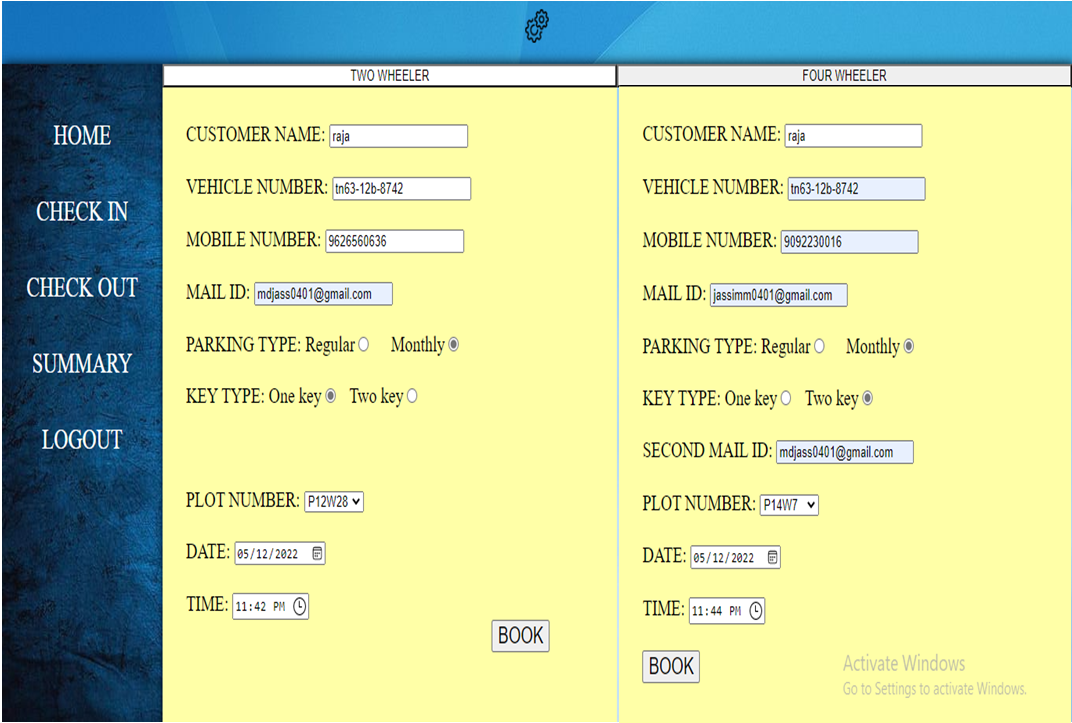 TWO WHEELER
FOUR WHEELER
HOME
CHECK IN
CHECK OUT
SUMMARY
LOGOUT
CUSTOMER NAME: raja
VEHICLE NUMBER: tn63-12b-8742
MOBILE NUMBER: 9626560636
MAIL ID: mdjass0401@gmail.com
PARKING TYPE: Regular Monthly
KEY TYPE: One key Two key
PLOT NUMBER: P12W28
DATE: 05/12/2022
TIME: 11:42 PM
BOOK
CUSTOMER NAME: raja
VEHICLE NUMBER: tn63-12b-8742
MOBILE NUMBER: 9092230016
MAIL ID: jassimm0401@gmail.com
PARKING TYPE: Regular Monthly
KEY TYPE: One key Two key
SECOND MAIL ID: mdjass0401@gmail.com
PLOT NUMBER: P14W7
DATE: 05/12/2022
TIME: 11:44 PM
BOOK
Activate Windows
Go to Settings to activate Windows.